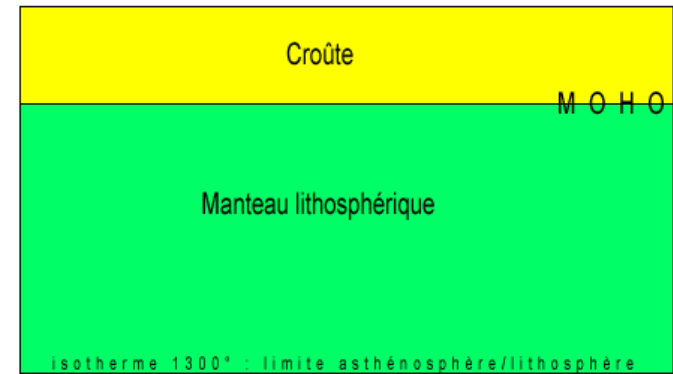 Croûte
M O H O
Manteau lithosphérique
isotherme 1300° : limite asthénosphère/lithosphère